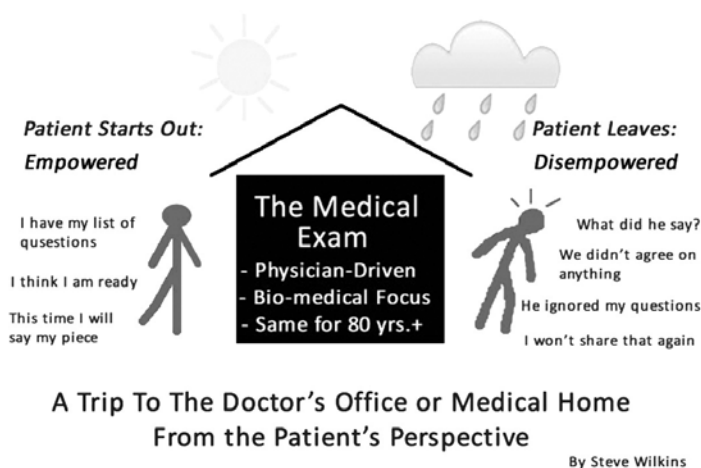 Patient Starts Out:
Empowered
I have my list of
qusestions
I think I am ready
This time I will
say my piece
The Medical
Exam
- Physician-Driven
- Bio-medical Focus
- Same for 80 yrs.+
Patient Leaves:
Disempowered
What did he say?
We didn't agree on
anything
He ignored my questions
I won't share that again
A Trip To The Doctor's Office or Medical Home
From the Patient's Perspective
By Steve Wilkins